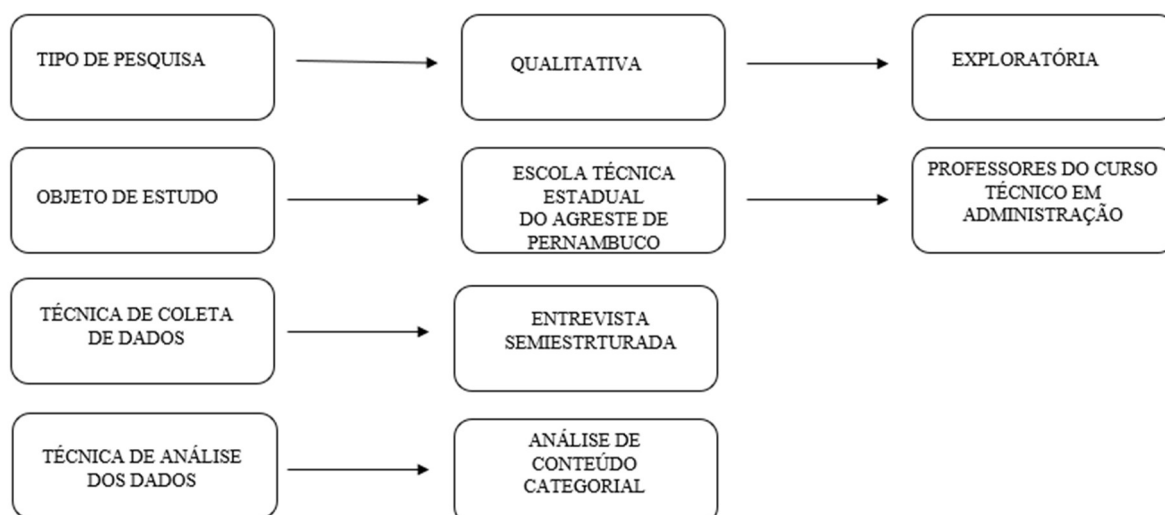 TIPO DE PESQUISA
QUALITATIVA
EXPLORATÓRIA
OBJETO DE ESTUDO
ESCOLA TÉCNICA
ESTADUAL
DO AGRESTE DE
PERNAMBUCO
PROFESSORES DO CURSO
TÉCNICO EM
ADMINISTRAÇÃO
TÉCNICA DE COLETA
DE DADOS
ENTREVISTA
SEMIESTRTURADA
TÉCNICA DE ANÁLISE
DOS DADOS
ANÁLISE DE
CONTEÚDO
CATEGORIAL